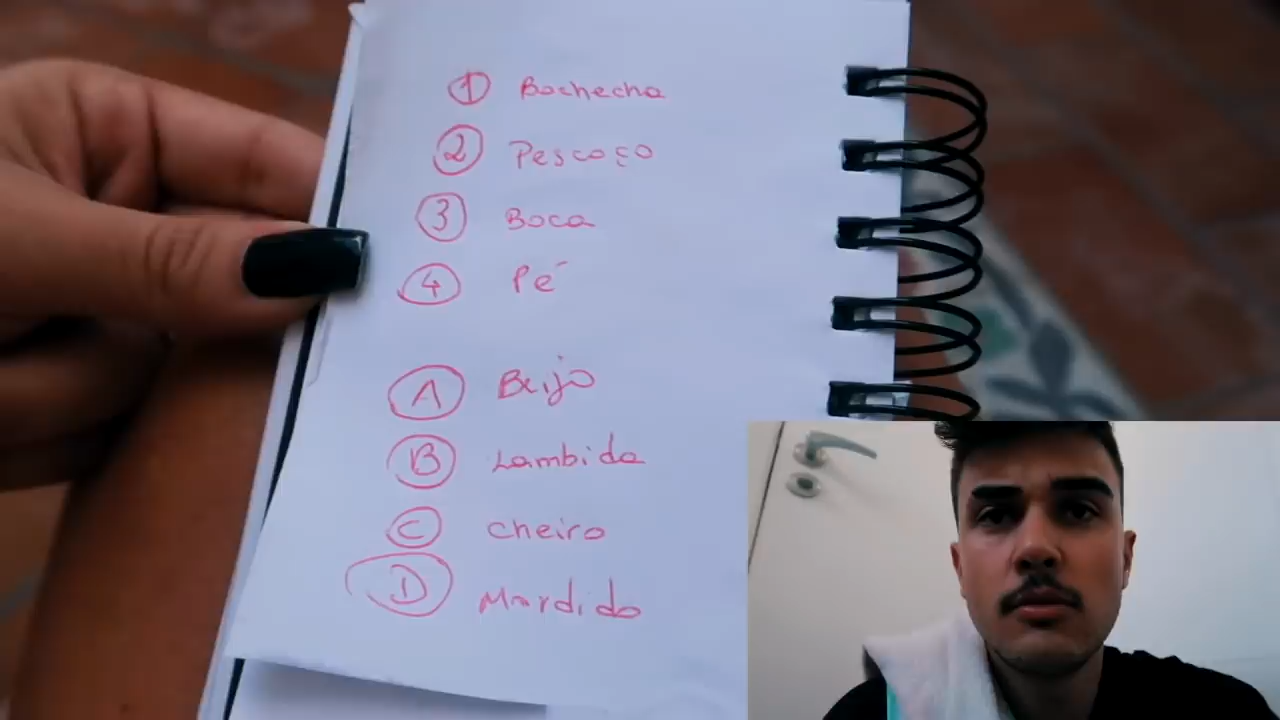 1 Bochecha
2 Pescoço
3 Boca
4 Pé
A Beijo
B Lambida
C Cheiro
D Mordida